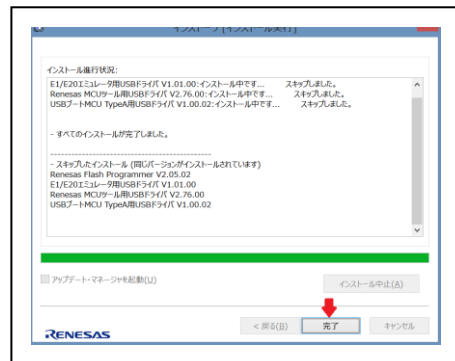 インストーラ [インストール実行]
インストール進行状況:
E1/E20エミュレータ用USBドライバ V1.01.00:インストール中です... スキップしました。
Renesas MCUツール用USBドライバ V2.76.00:インストール中です... スキップしました。
USBブートMCU TypeA用USBドライバ V1.00.02:インストール中です... スキップしました。
- すべてのインストールが完了しました。
--------------------------------------------
- スキップしたインストール (同じバージョンがインストールされています)
Renesas Flash Programmer V2.05.02
E1/E20エミュレータ用USBドライバ V1.01.00
Renesas MCUツール用USBドライバ V2.76.00
USBブートMCU TypeA用USBドライバ V1.00.02
アップデート・マネージャを起動(U)
インストール中止(A)
RENESAS
< 戻る(B)
完了
キャンセル